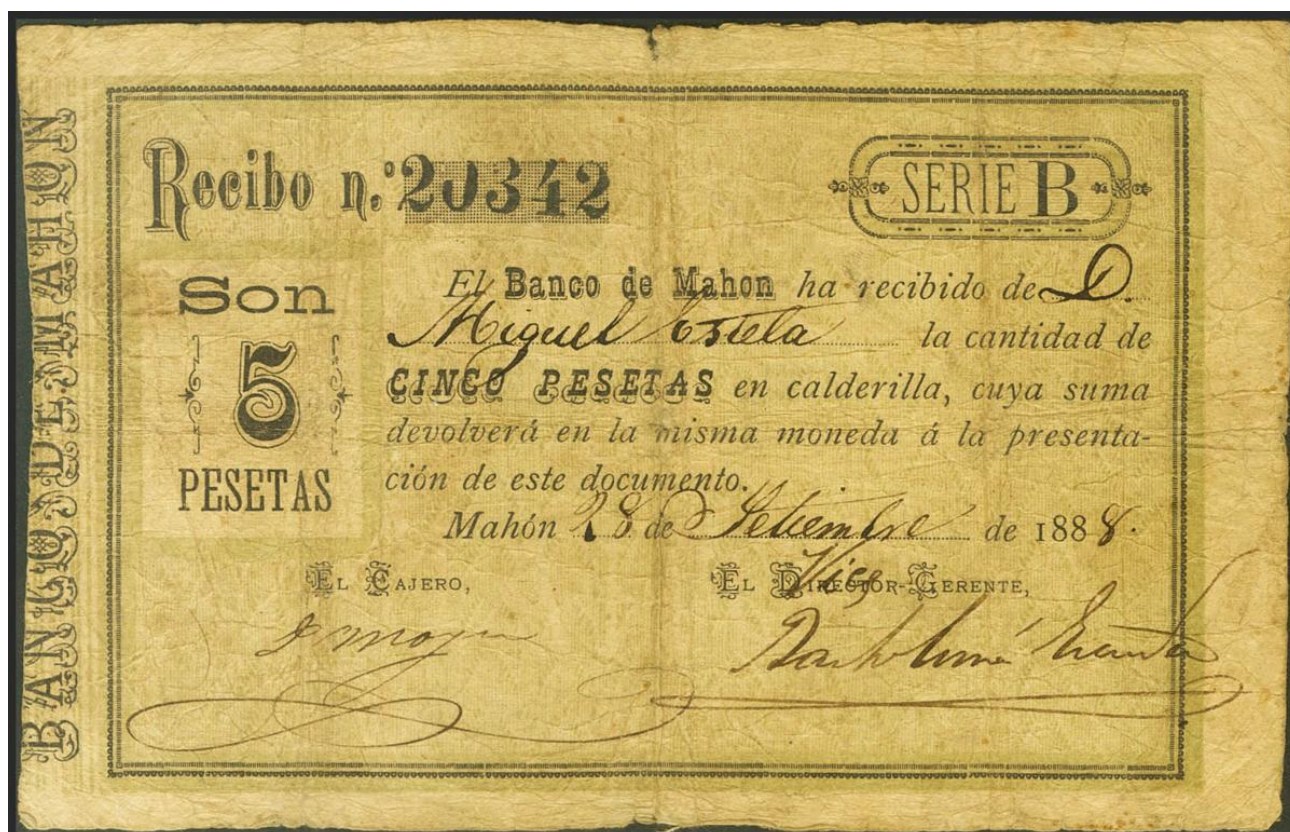 BANCO DE MAHON
Recibo n.º 20342
SERIE B
Son
5
PESETAS
El Banco de Mahon ha recibido de D.
Miguel Estela la cantidad de
CINCO PESETAS en calderilla, cuya suma
devolverá en la misma moneda á la presenta-
ción de este documento.
Mahón 28 de Setiembre de 1888.
EL CAJERO,
EL Vice DIRECTOR-GERENTE,
Bartolomé